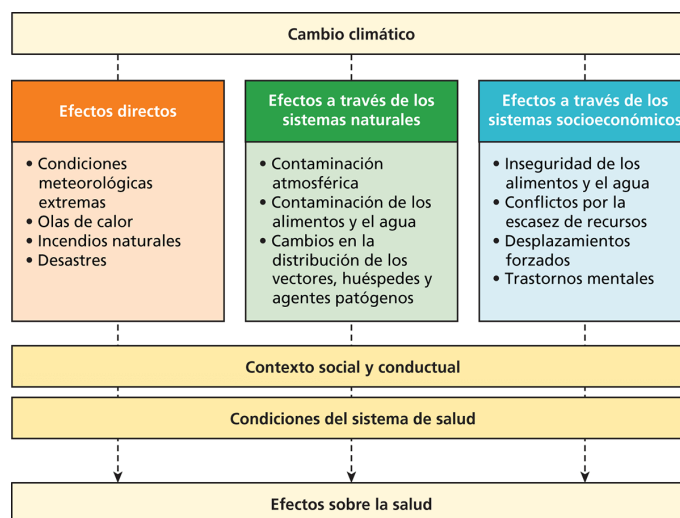 Cambio climático
Efectos directos
• Condiciones
meteorológicas
extremas
• Olas de calor
• Incendios naturales
• Desastres
Efectos a través de los
sistemas naturales
• Contaminación
atmosférica
• Contaminación de los
alimentos y el agua
• Cambios en la
distribución de los
vectores, huéspedes y
agentes patógenos
Efectos a través de los
sistemas socioeconómicos
• Inseguridad de los
alimentos y el agua
• Conflictos por la
escasez de recursos
• Desplazamientos
forzados
• Trastornos mentales
Contexto social y conductual
Condiciones del sistema de salud
Efectos sobre la salud